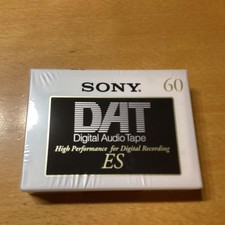 SONY. 60
DAT
Digital Audio Tape
High Performance for Digital Recording
ES